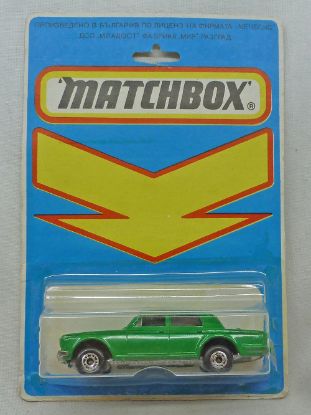 ПРОИЗВЕДЕНО В БЪЛГАРИЯ ПО ЛИЦЕНЗ НА ФИРМАТА
ДСО "МЛАДОСТ" ФАБРИКА "МИР" РАЗГРАД
'MATCHBOX'®